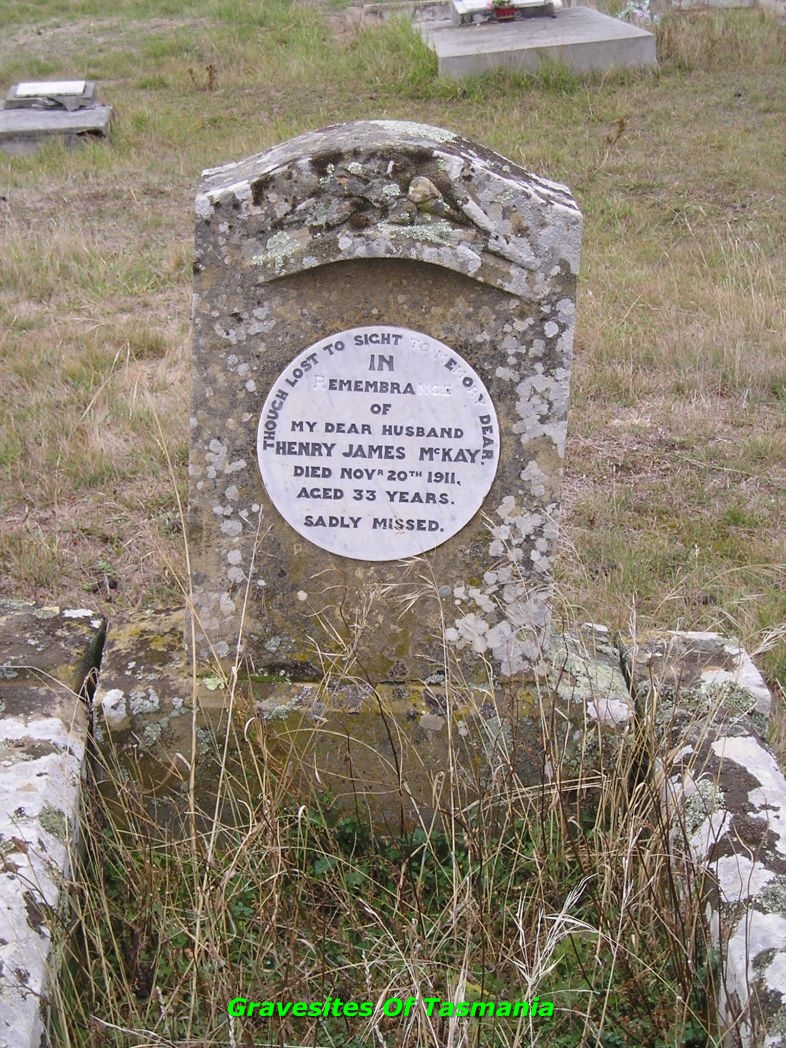 THOUGH LOST TO SIGHT TO MEMORY DEAR
IN
REMEMBRANCE
OF
MY DEAR HUSBAND
HENRY JAMES McKAY.
DIED NOVR 20TH 1911,
AGED 33 YEARS.
SADLY MISSED.
Gravesites Of Tasmania